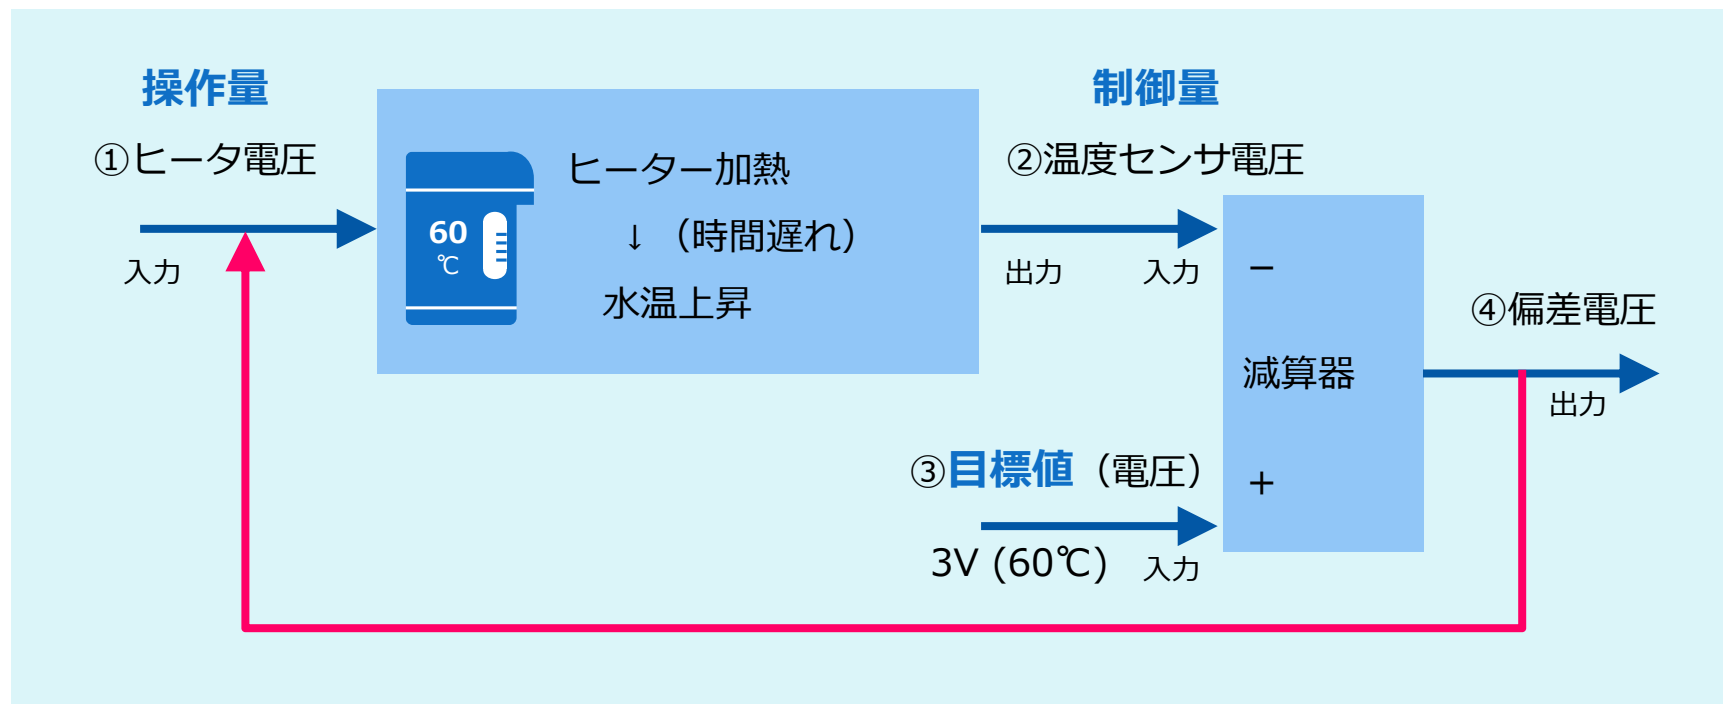 操作量
①ヒータ電圧
入力
60
℃
ヒーター加熱
↓（時間遅れ）
水温上昇
制御量
②温度センサ電圧
出力
入力
－
減算器
＋
③目標値（電圧）
3V (60℃)
入力
④偏差電圧
出力